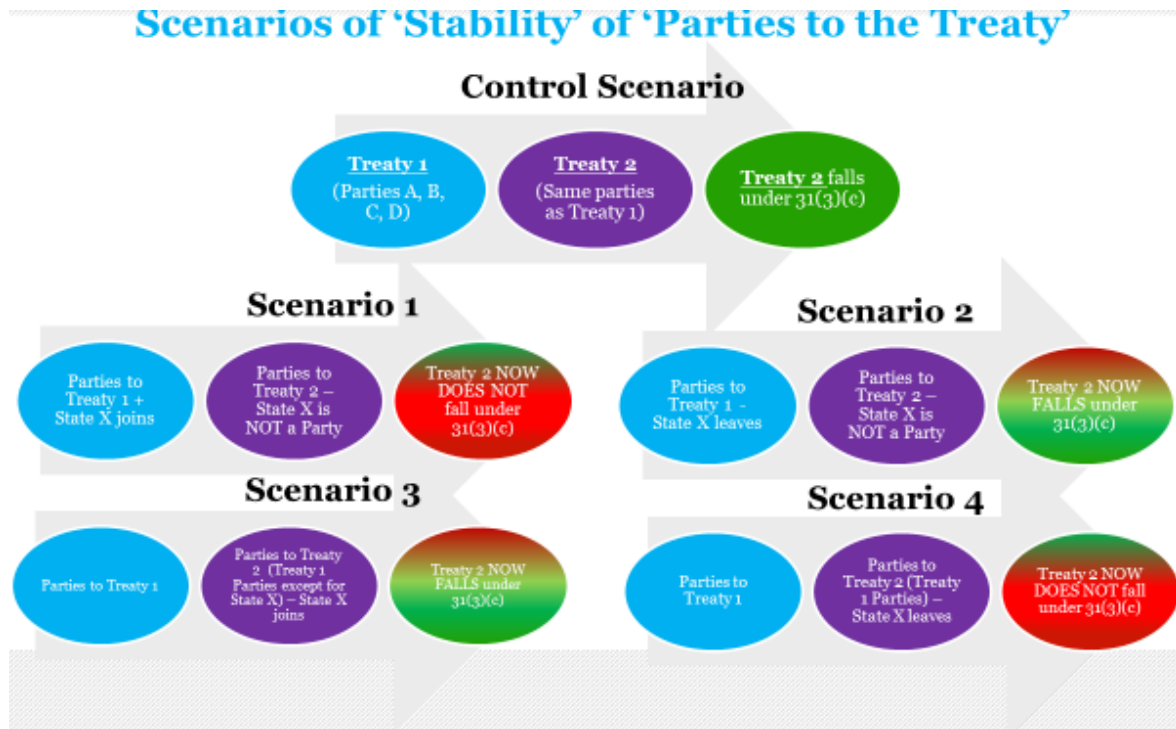 Scenarios of ‘Stability’ of ‘Parties to the Treaty’
Control Scenario
Treaty 1
(Parties A, B,
C, D)
Treaty 2
(Same parties
as Treaty 1)
Treaty 2 falls
under 31(3)(c)
Scenario 1
Parties to
Treaty 1 +
State X joins
Parties to
Treaty 2 –
State X is
NOT a Party
Treaty 2 NOW
DOES NOT
fall under
31(3)(c)
Scenario 2
Parties to
Treaty 1 -
State X leaves
Parties to
Treaty 2 –
State X is
NOT a Party
Treaty 2 NOW
FALLS under
31(3)(c)
Scenario 3
Parties to Treaty 1
Parties to Treaty
2 (Treaty 1
Parties except for
State X) – State X
joins
Treaty 2 NOW
FALLS under
31(3)(c)
Scenario 4
Parties to
Treaty 1
Parties to
Treaty 2 (Treaty
1 Parties) –
State X leaves
Treaty 2 NOW
DOES NOT fall
under 31(3)(c)